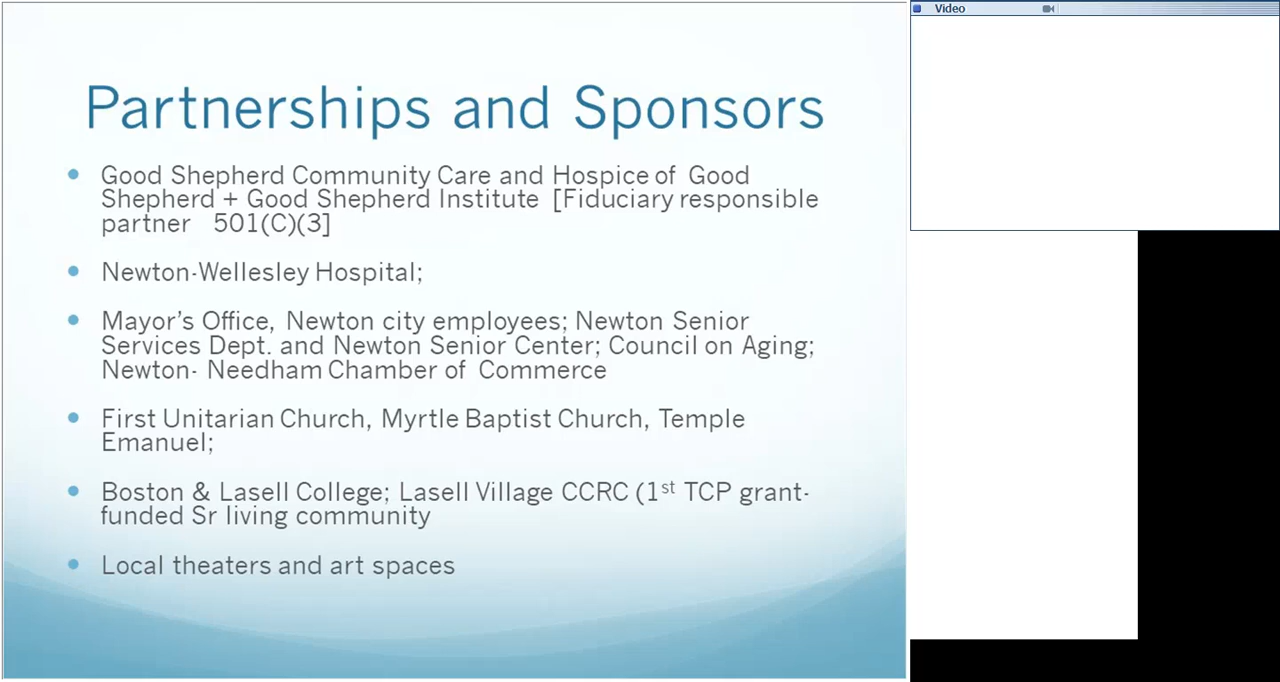 Partnerships and Sponsors
• Good Shepherd Community Care and Hospice of Good
Shepherd + Good Shepherd Institute [Fiduciary responsible
partner 501(C)(3]
• Newton-Wellesley Hospital;
• Mayor’s Office, Newton city employees; Newton Senior
Services Dept. and Newton Senior Center; Council on Aging;
Newton- Needham Chamber of Commerce
• First Unitarian Church, Myrtle Baptist Church, Temple
Emanuel;
• Boston & Lasell College; Lasell Village CCRC (1st TCP grant-
funded Sr living community
• Local theaters and art spaces
Video